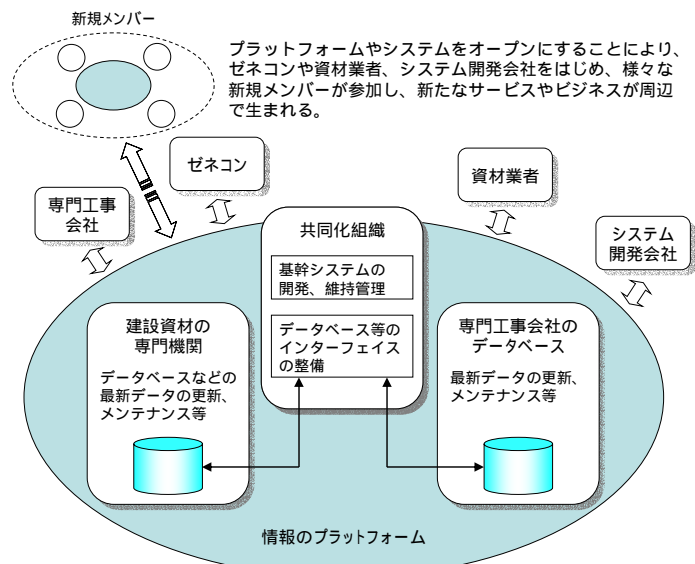 新規メンバー
プラットフォームやシステムをオープンにすることにより、
ゼネコンや資材業者、システム開発会社をはじめ、様々な
新規メンバーが参加し、新たなサービスやビジネスが周辺
で生まれる。
ゼネコン
資材業者
専門工事
会社
システム
開発会社
共同化組織
基幹システムの
開発、維持管理
データベース等の
インターフェイス
の整備
建設資材の
専門機関
データベースなどの
最新データの更新、
メンテナンス等
専門工事会社の
データベース
最新データの更新、
メンテナンス等
情報のプラットフォーム